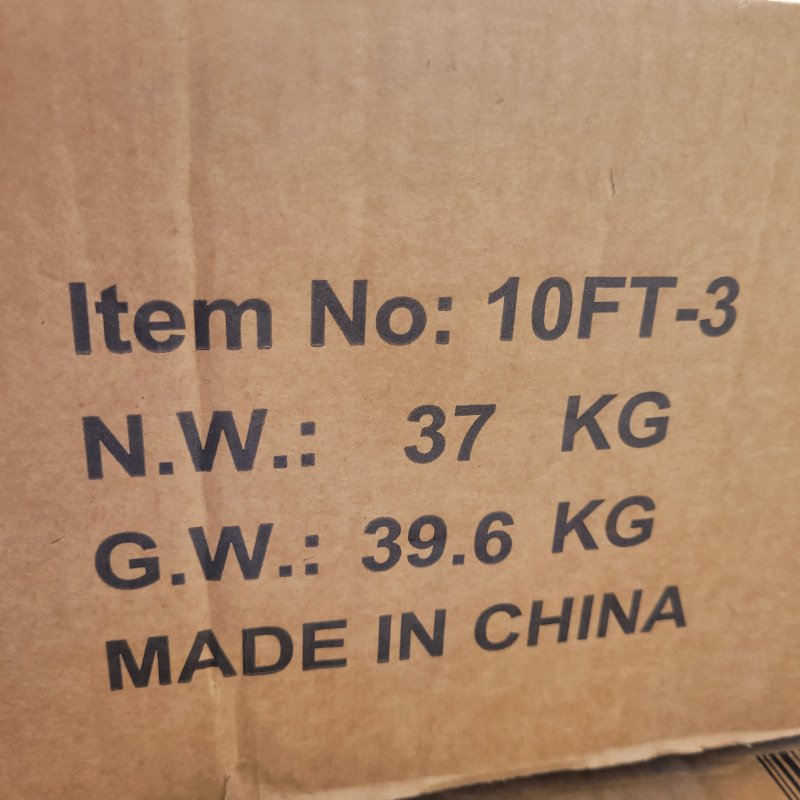 Item No: 10FT-3
N.W.: 37 KG
G.W.: 39.6 KG
MADE IN CHINA